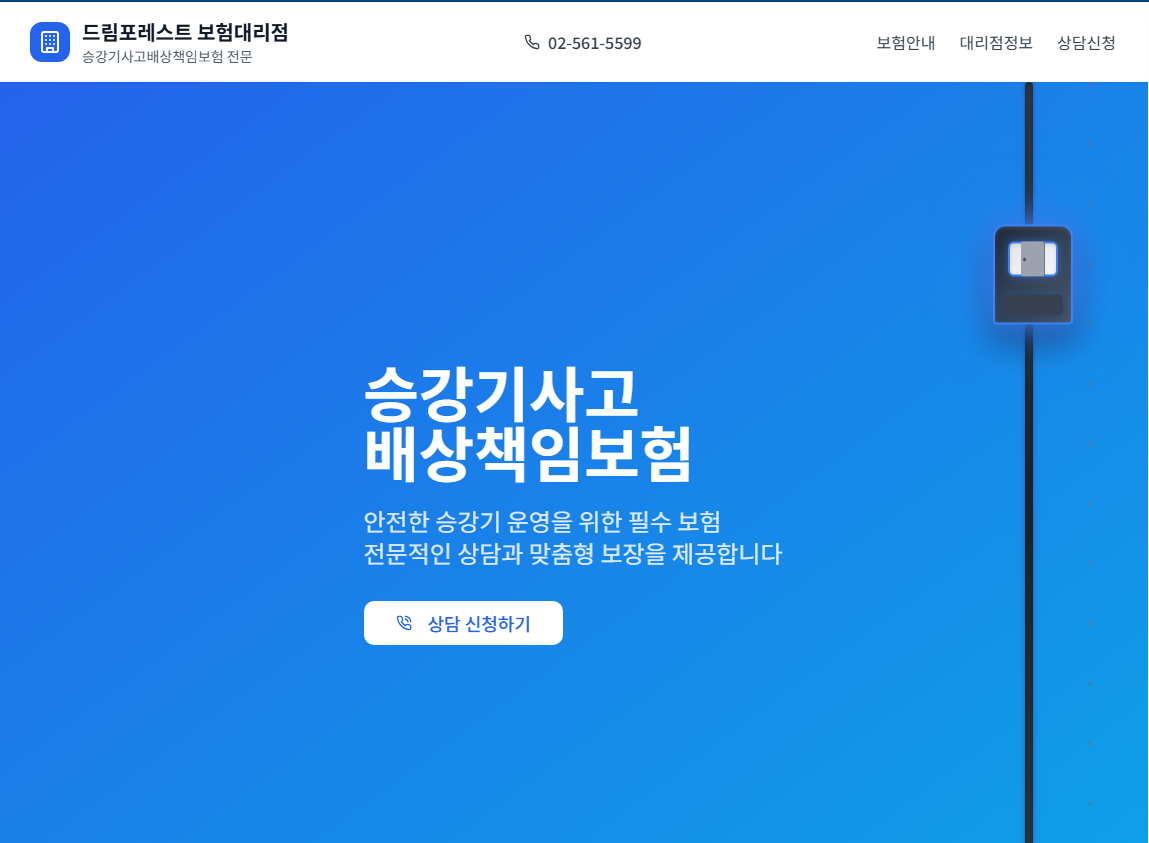 드림포레스트 보험대리점
승강기사고배상책임보험 전문
02-561-5599
보험안내
대리점정보
상담신청
승강기사고
배상책임보험
안전한 승강기 운영을 위한 필수 보험
전문적인 상담과 맞춤형 보장을 제공합니다
상담 신청하기